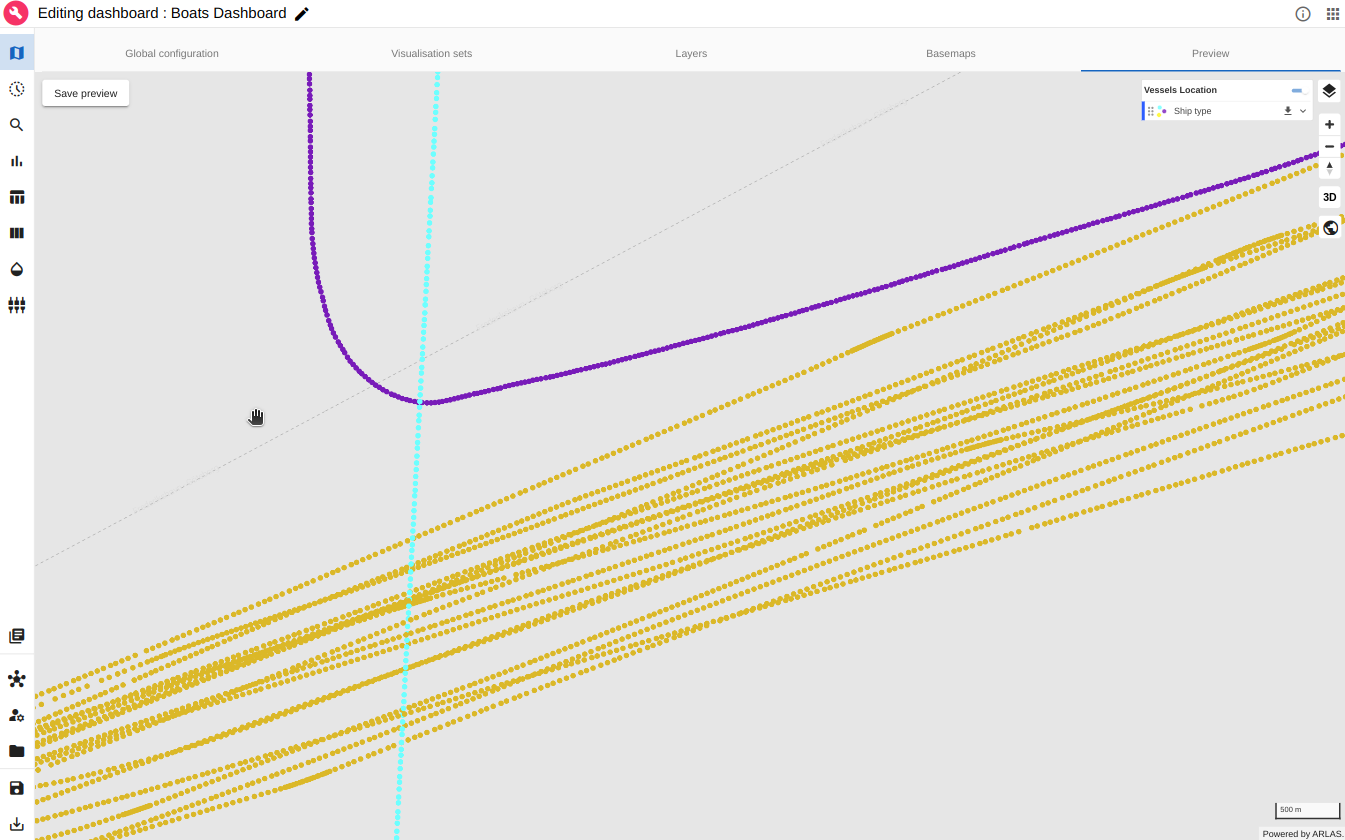 Editing dashboard : Boats Dashboard
Global configuration
Visualisation sets
Layers
Basemaps
Preview
Save preview
Vessels Location
Ship type
3D
500 m
Powered by ARLAS.